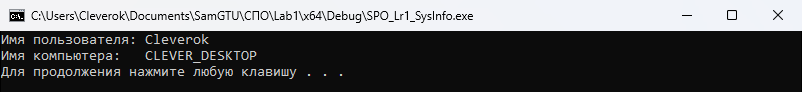 C:\Users\Cleverok\Documents\SamGTU\СПО\Lab1\x64\Debug\SPO_Lr1_SysInfo.exe
Имя пользователя: Cleverok
Имя компьютера:   CLEVER_DESKTOP
Для продолжения нажмите любую клавишу . . .